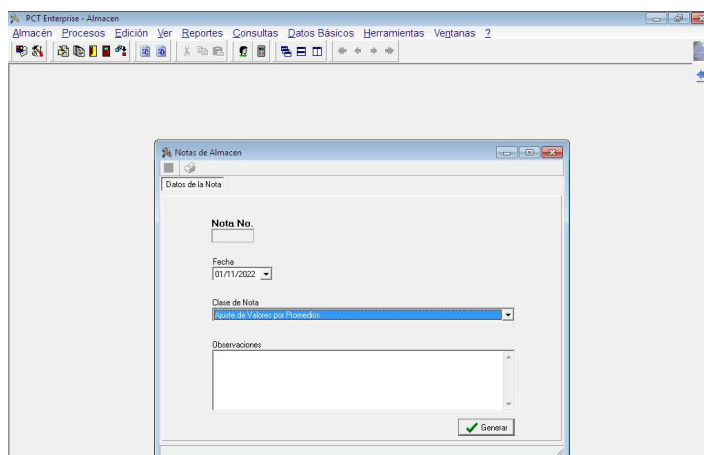 PCT Enterprise - Almacen
Almacén Procesos Edición Ver Reportes Consultas Datos Básicos Herramientas Ventanas ?
Notas de Almacen
Datos de la Nota
Nota No.
Fecha
01/11/2022
Clase de Nota
Ajuste de Valores por Promedios
Observaciones
Generar